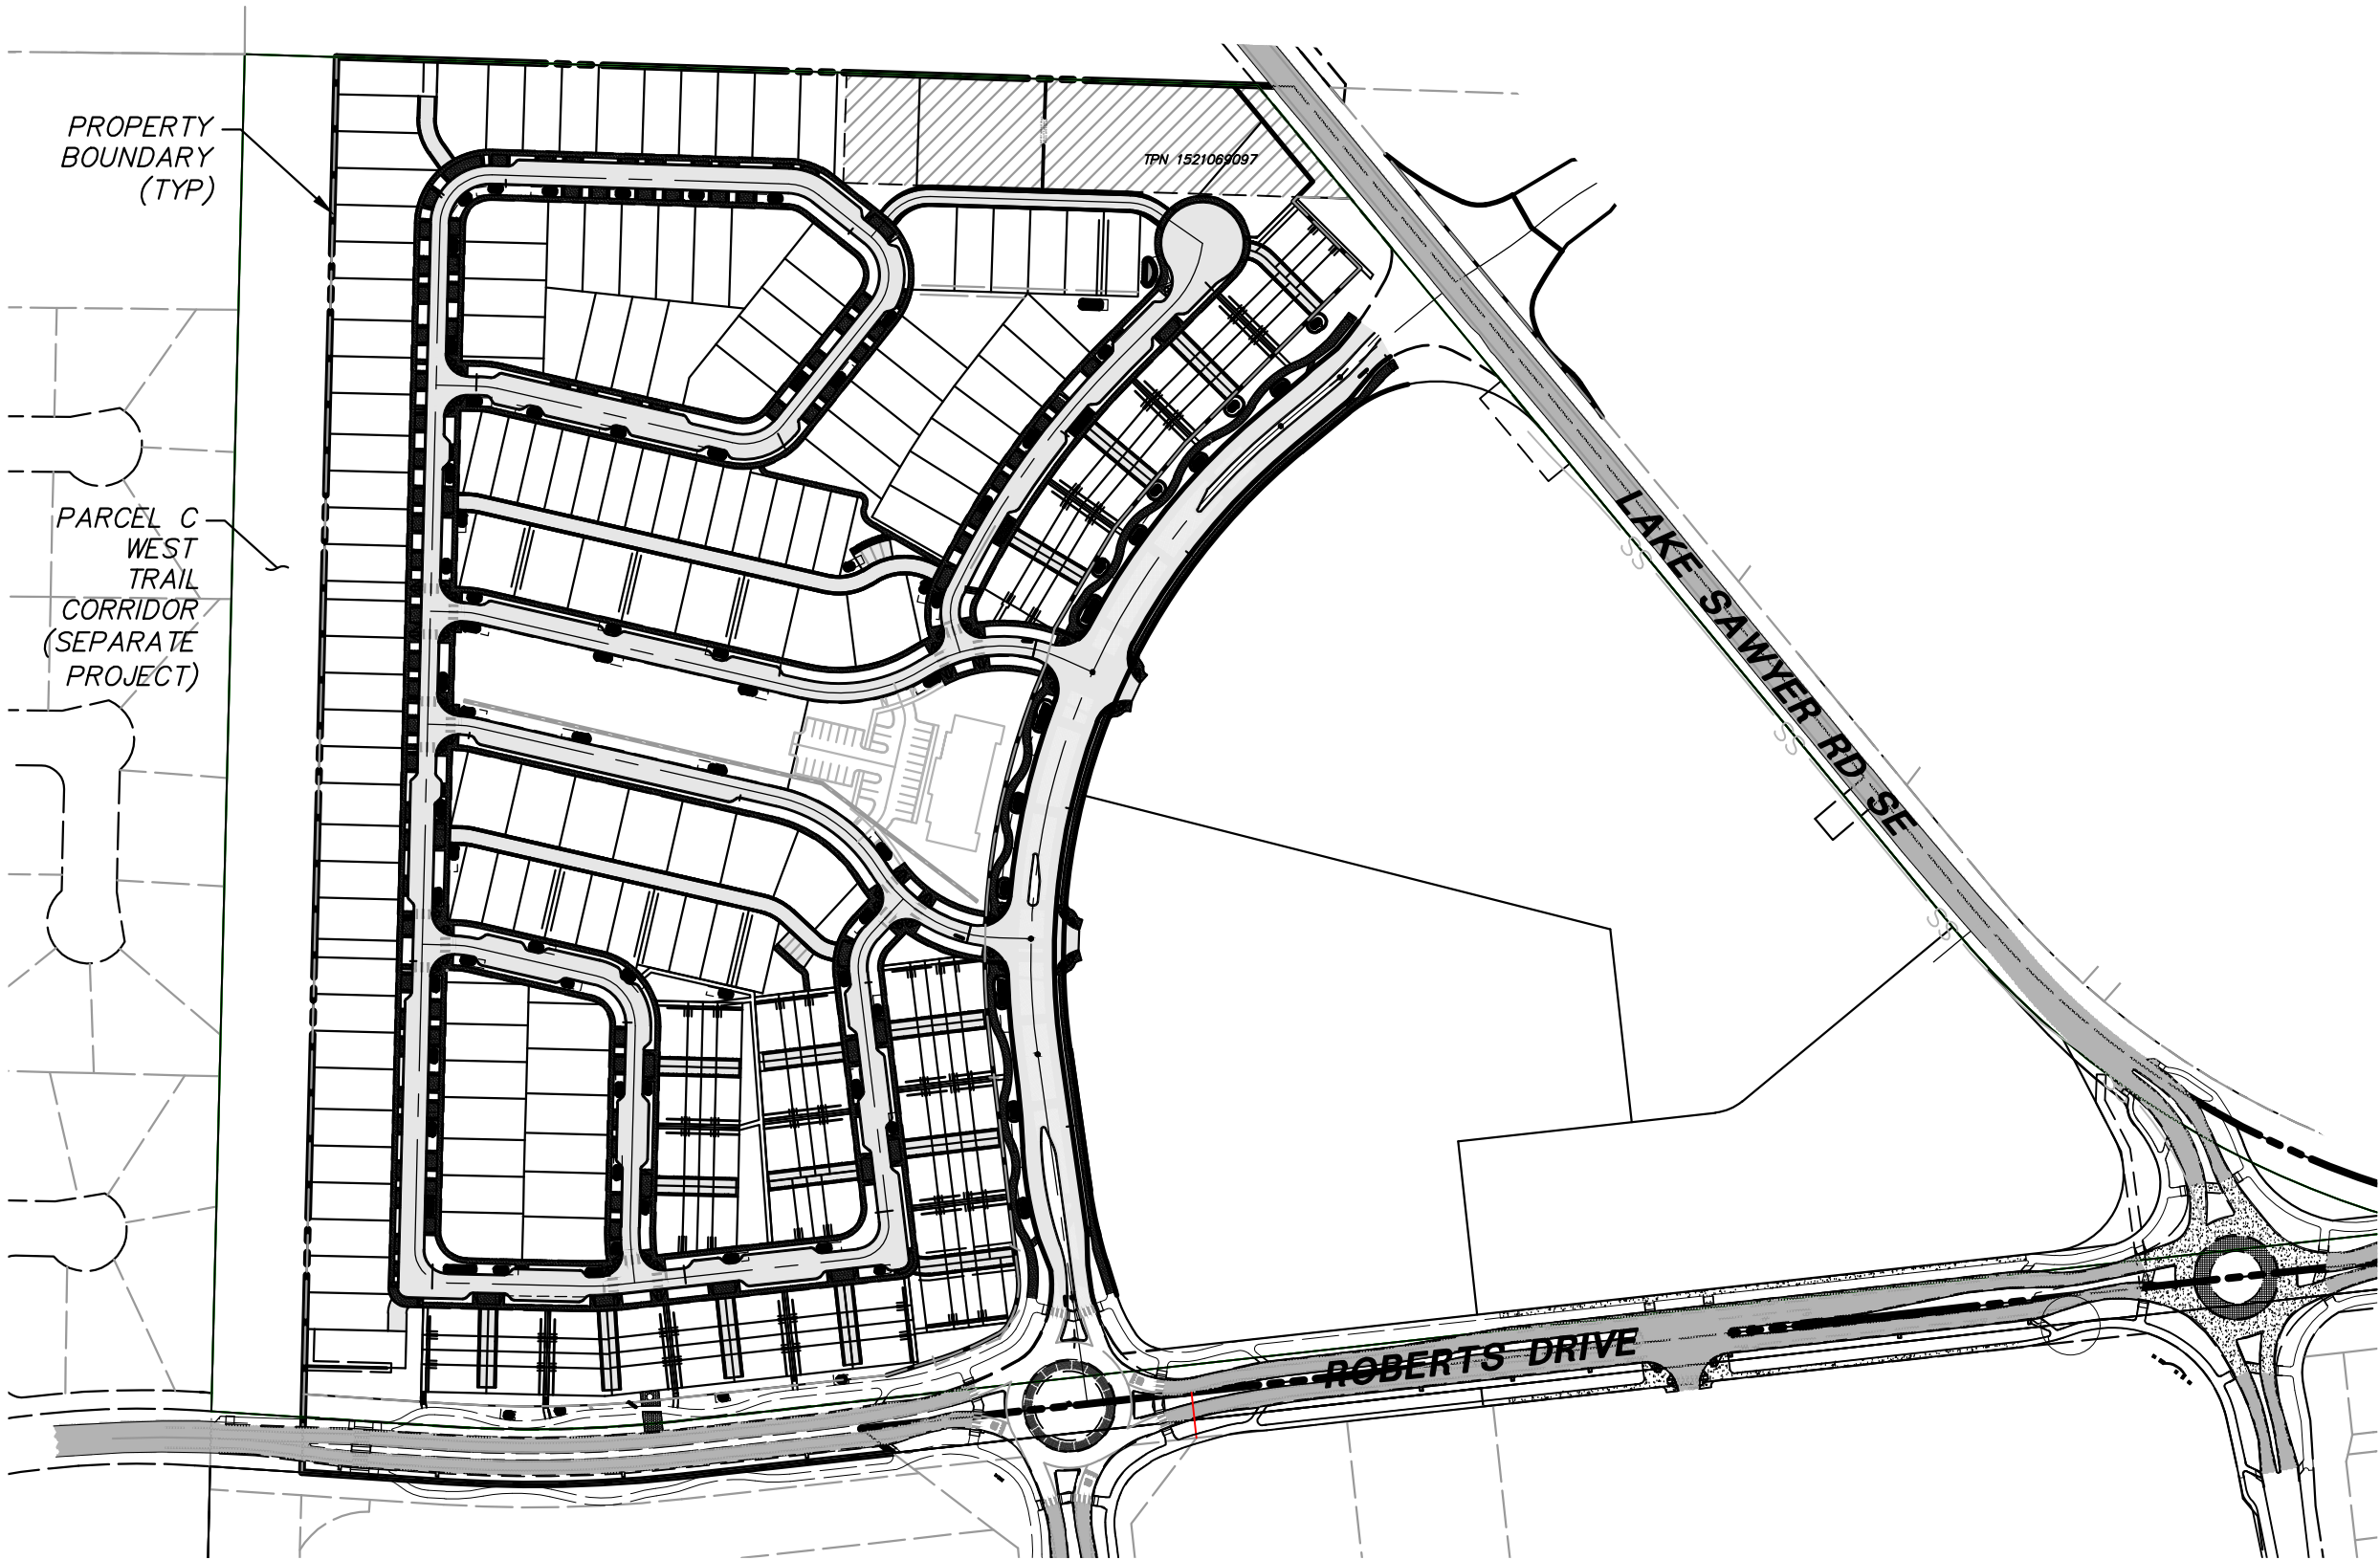 PROPERTY
BOUNDARY
(TYP)
TPN 1521069097
PARCEL C
WEST
TRAIL
CORRIDOR
(SEPARATE
PROJECT)
LAKE SAWYER RD SE
SS
SS
SS
ROBERTS DRIVE